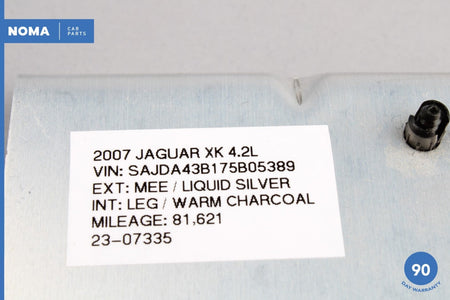 NOMA CAR PARTS
2007 JAGUAR XK 4.2L
VIN: SAJDA43B175B05389
EXT: MEE / LIQUID SILVER
INT: LEG / WARM CHARCOAL
MILEAGE: 81,621
23-07335
90
DAY WARRANTY